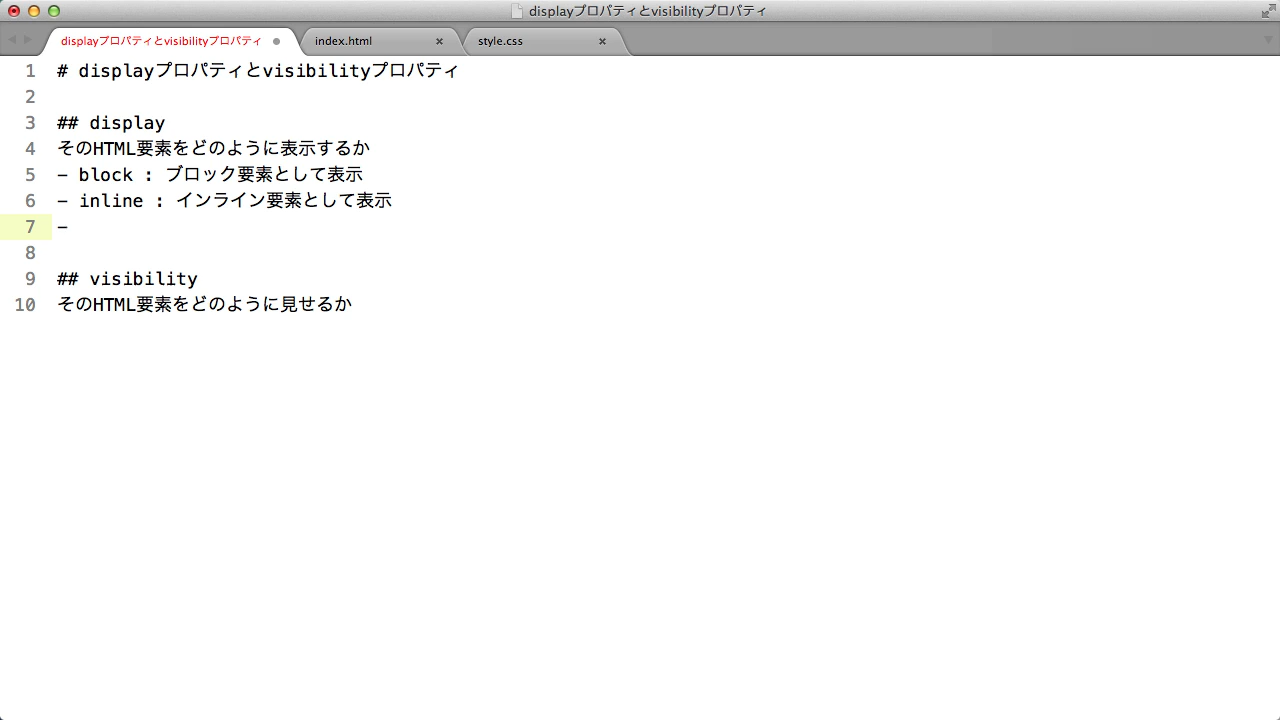 displayプロパティとvisibilityプロパティ
displayプロパティとvisibilityプロパティ index.html style.css
1 # displayプロパティとvisibilityプロパティ
2
3 ## display
4 そのHTML要素をどのように表示するか
5 - block : ブロック要素として表示
6 - inline : インライン要素として表示
7 -
8
9 ## visibility
10 そのHTML要素をどのように見せるか